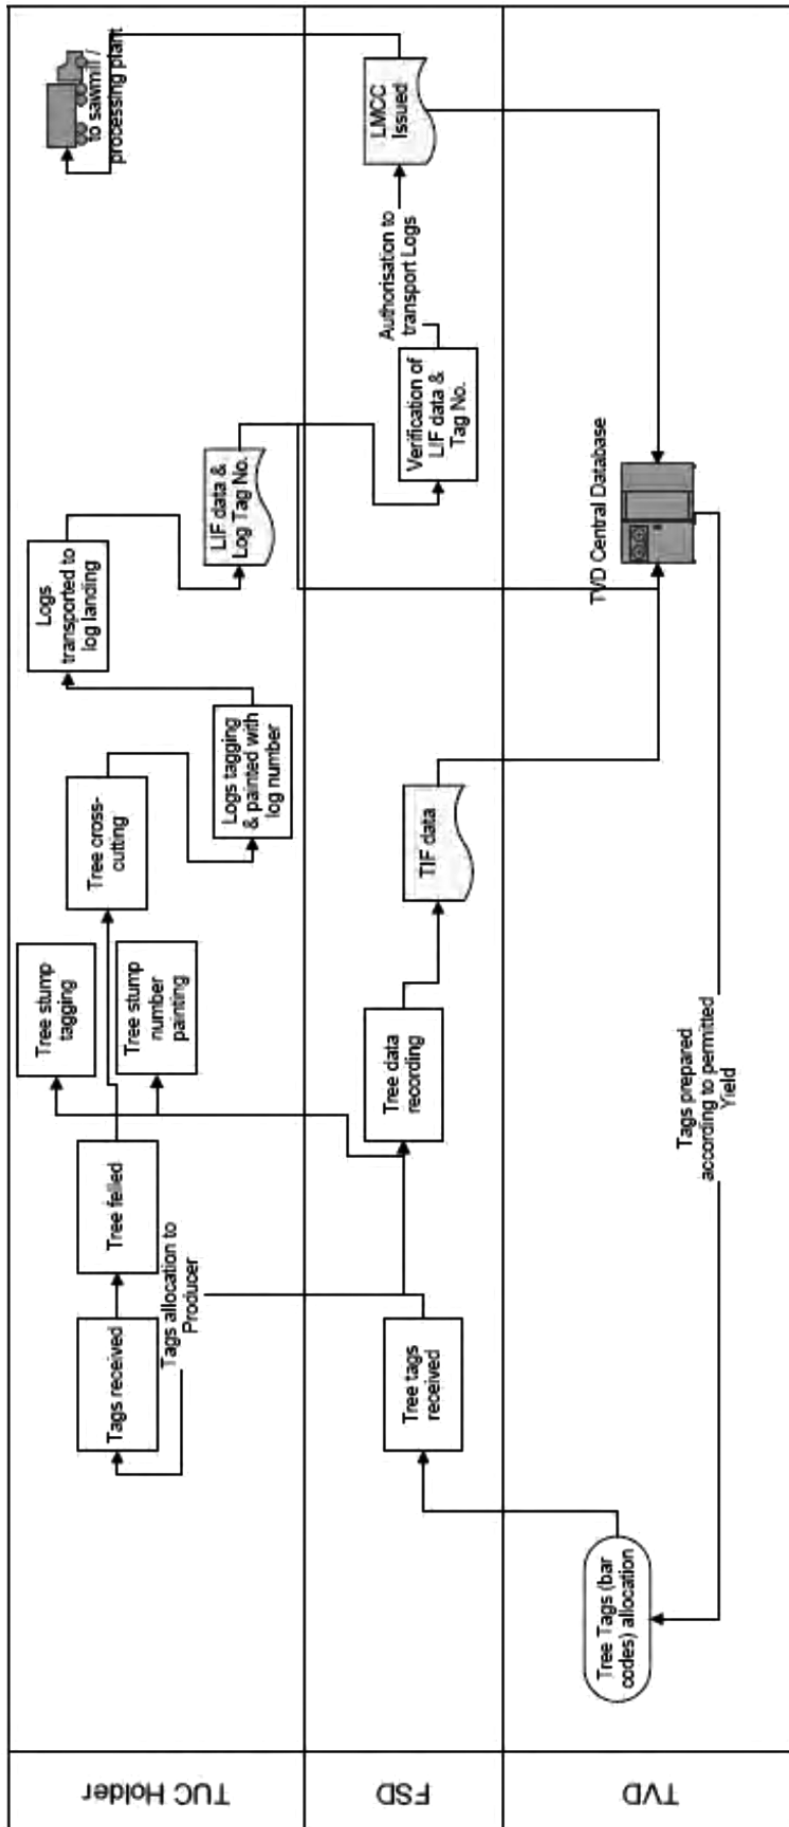 TUC Holder
Tags received
Tags allocation to
Producer
Tree felled
Tree stump
tagging
Tree stump
number
painting
Tree cross-
cutting
Logs tagging
& painted with
log number
Logs
transported to
log landing
LIF data &
Log Tag No.
to sawmill /
processing plant
FSD
Tree tags
received
Tree data
recording
TIF data
Verification of
LIF data &
Tag No.
Authorisation to
transport Logs
LMCC
Issued
TVD
Tree Tags (bar
codes) allocation
Tags prepared
according to permitted
Yield
TVD Central Database